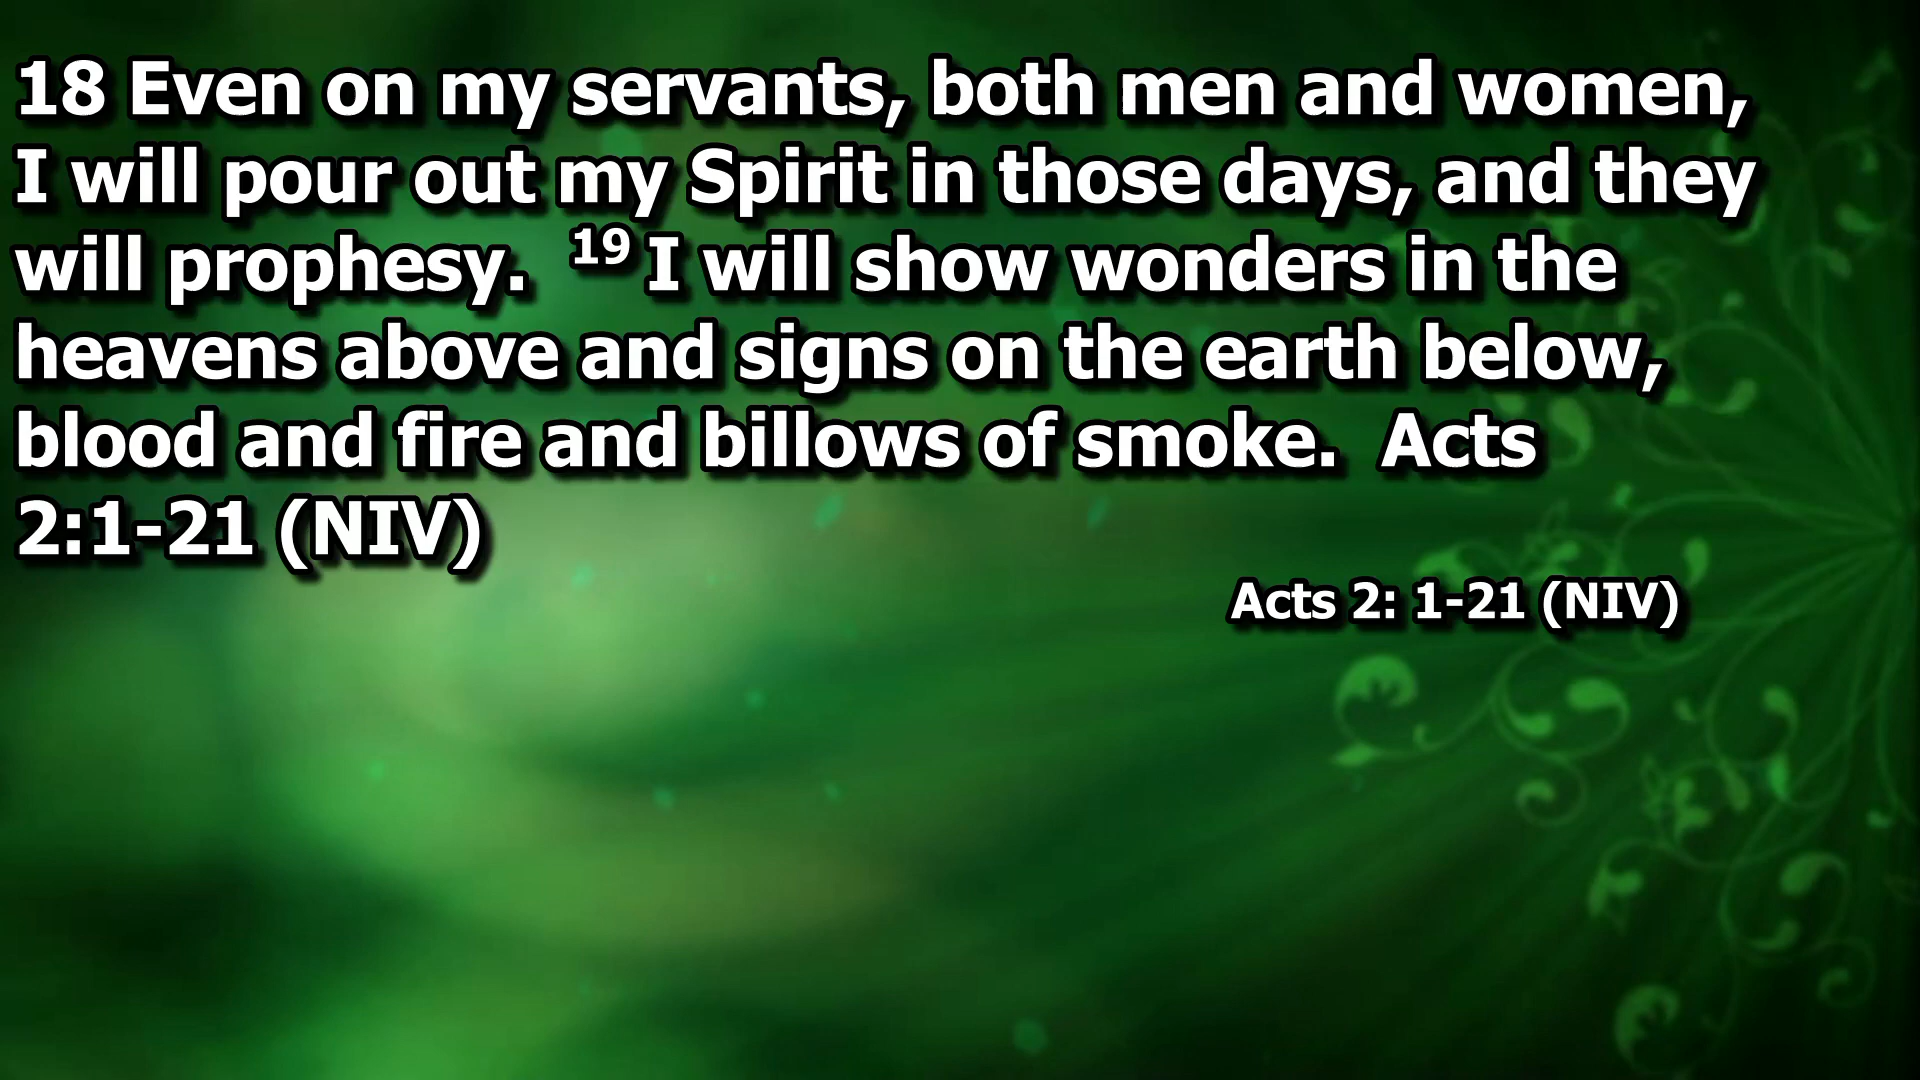 18 Even on my servants, both men and women,
I will pour out my Spirit in those days, and they
will prophesy.  19 I will show wonders in the
heavens above and signs on the earth below,
blood and fire and billows of smoke.  Acts
2:1-21 (NIV)
Acts 2: 1-21 (NIV)